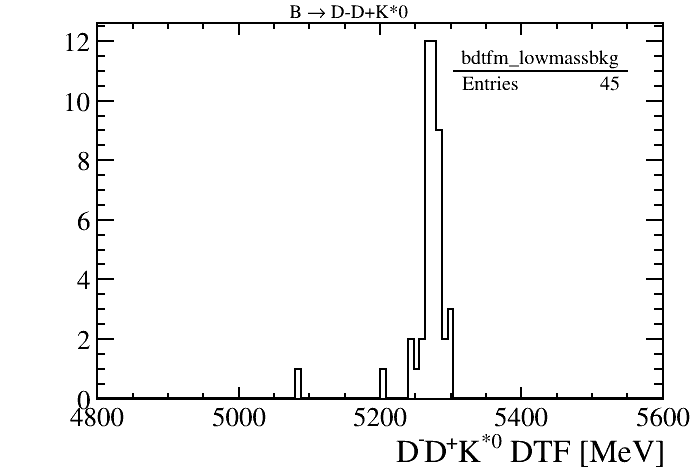 B → D-D+K*0
bdtfm_lowmassbkg
Entries 45
12
10
8
6
4
2
0
4800 5000 5200 5400 5600
D⁻D⁺K*⁰ DTF [MeV]